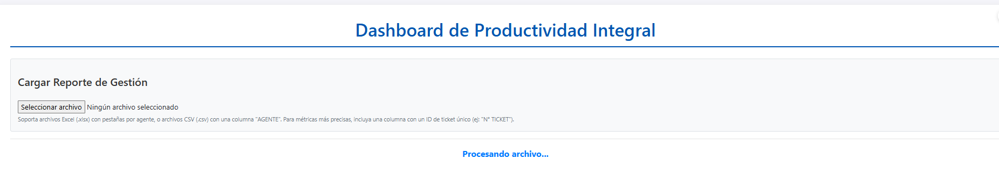 Dashboard de Productividad Integral
Cargar Reporte de Gestión
Seleccionar archivo Ningún archivo seleccionado
Soporta archivos Excel (.xlsx) con pestañas por agente, o archivos CSV (.csv) con una columna "AGENTE". Para métricas más precisas, incluya una columna con un ID de ticket único (ej: "N° TICKET").
Procesando archivo...